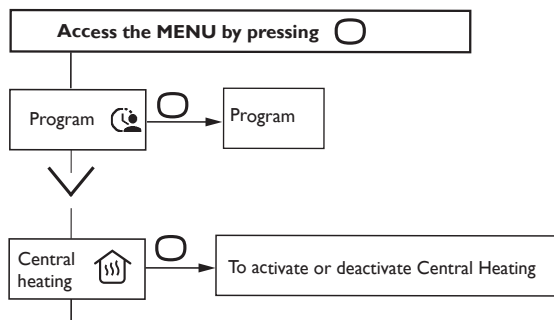 Access the MENU by pressing
Program
Program
Central
heating
To activate or deactivate Central Heating